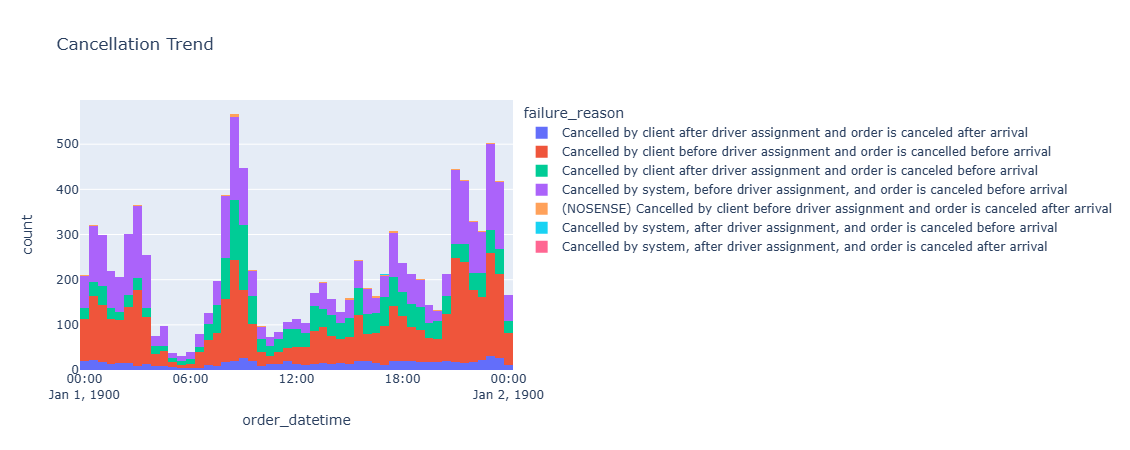 Cancellation Trend
failure_reason
Cancelled by client after driver assignment and order is canceled after arrival
Cancelled by client before driver assignment and order is cancelled before arrival
Cancelled by client after driver assignment and order is canceled before arrival
Cancelled by system, before driver assignment, and order is canceled before arrival
(NOSENSE) Cancelled by client before driver assignment and order is canceled after arrival
Cancelled by system, after driver assignment, and order is canceled before arrival
Cancelled by system, after driver assignment, and order is canceled after arrival
count
500
400
300
200
100
0
00:00 06:00 12:00 18:00 00:00
Jan 1, 1900 Jan 2, 1900
order_datetime